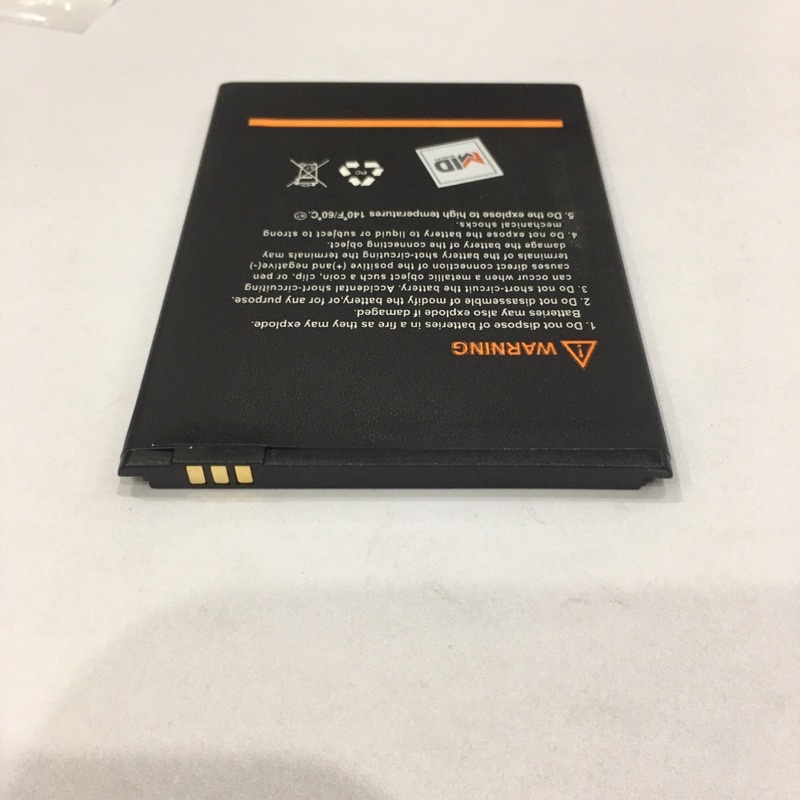 WARNING
1. Do not dispose of batteries in a fire as they may explode.
Batteries may also explode if damaged.
2. Do not disassemble of modify of the battery,or,or for any purpose.
3. Do not short-circuit the battery. Accidental short-circuiting
can occur when a metallic object a such a coin, clip, or pen
causes direct connection of the positive (+)and negative(-)
terminals of the battery shot-circuiting the terminals may
damage the battery of the connecting object.
4. Do not expose the battery to liquid or subject to strong
mechanical shocks.
5. Do the explose to high temperatures 140°F/60°C.
MID
PC